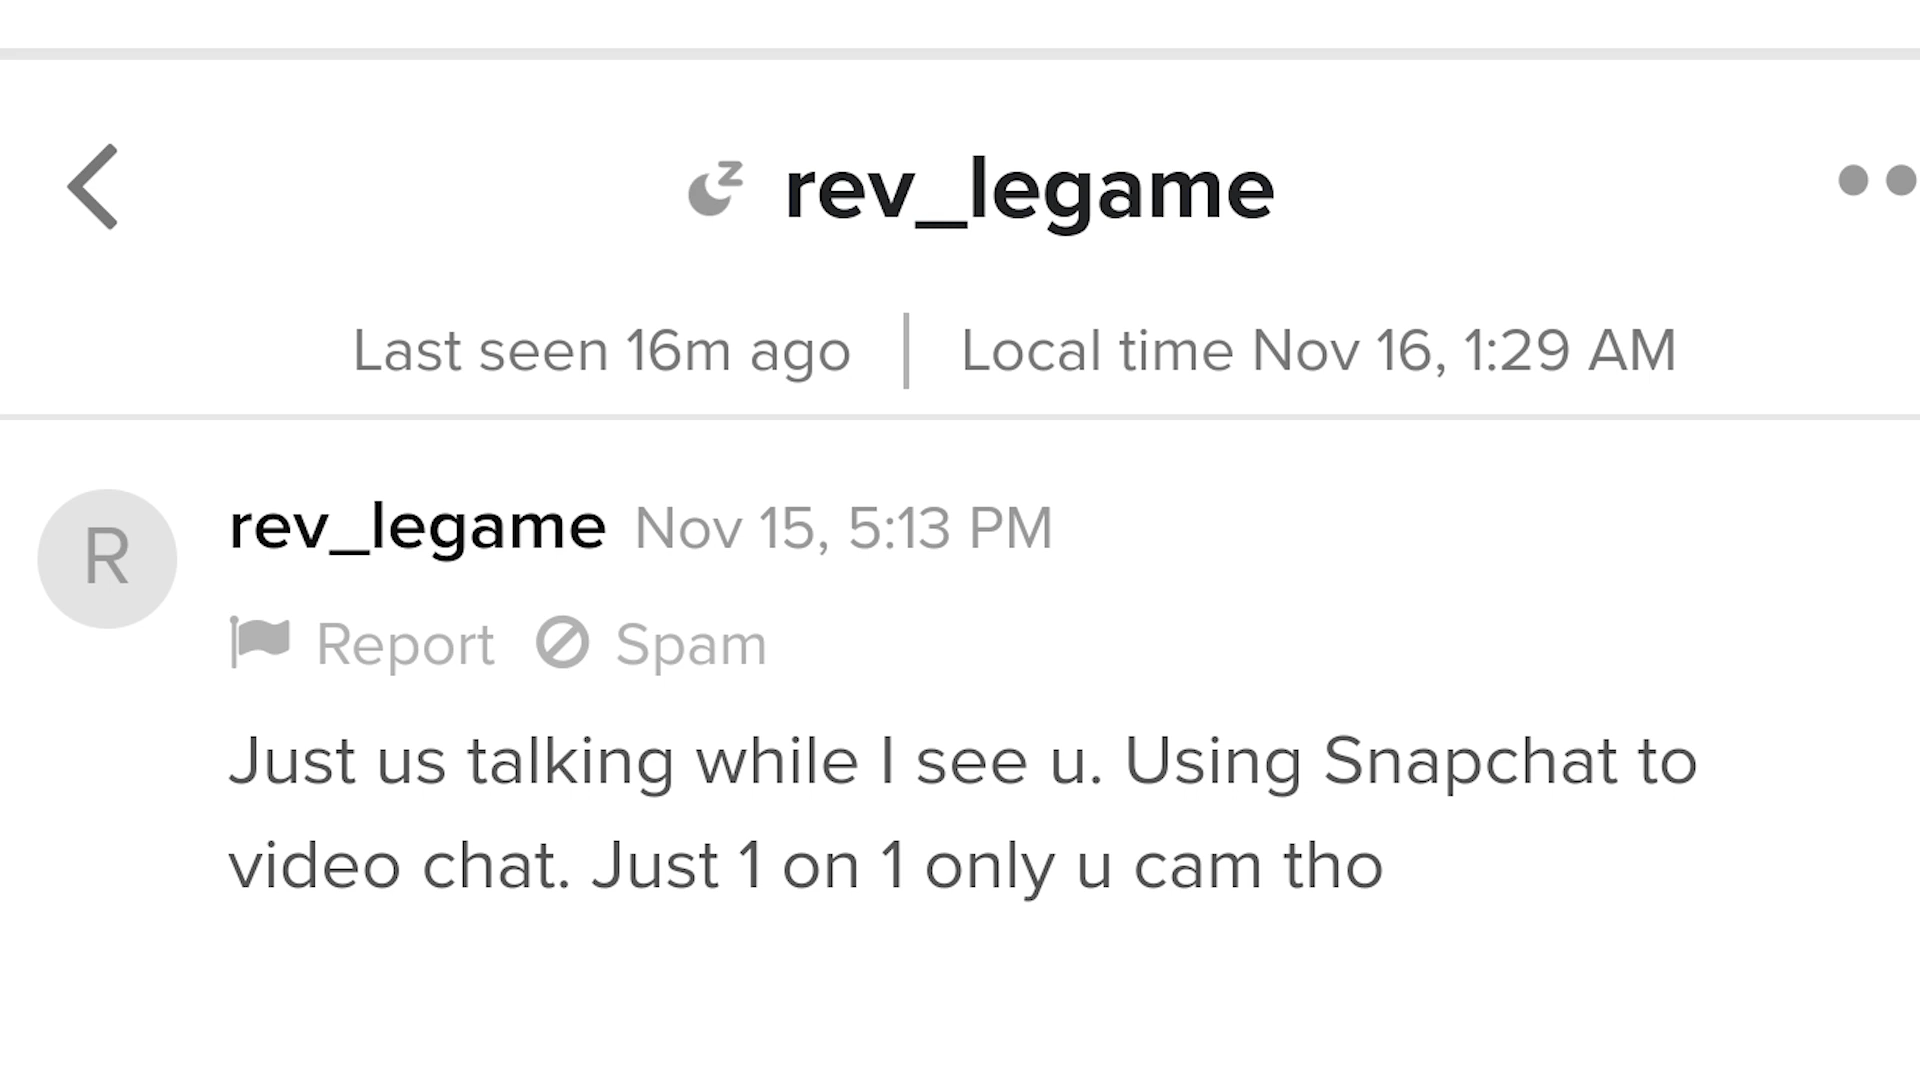 rev_legame
Last seen 16m ago | Local time Nov 16, 1:29 AM
R
rev_legame Nov 15, 5:13 PM
Report Spam
Just us talking while I see u. Using Snapchat to
video chat. Just 1 on 1 only u cam tho